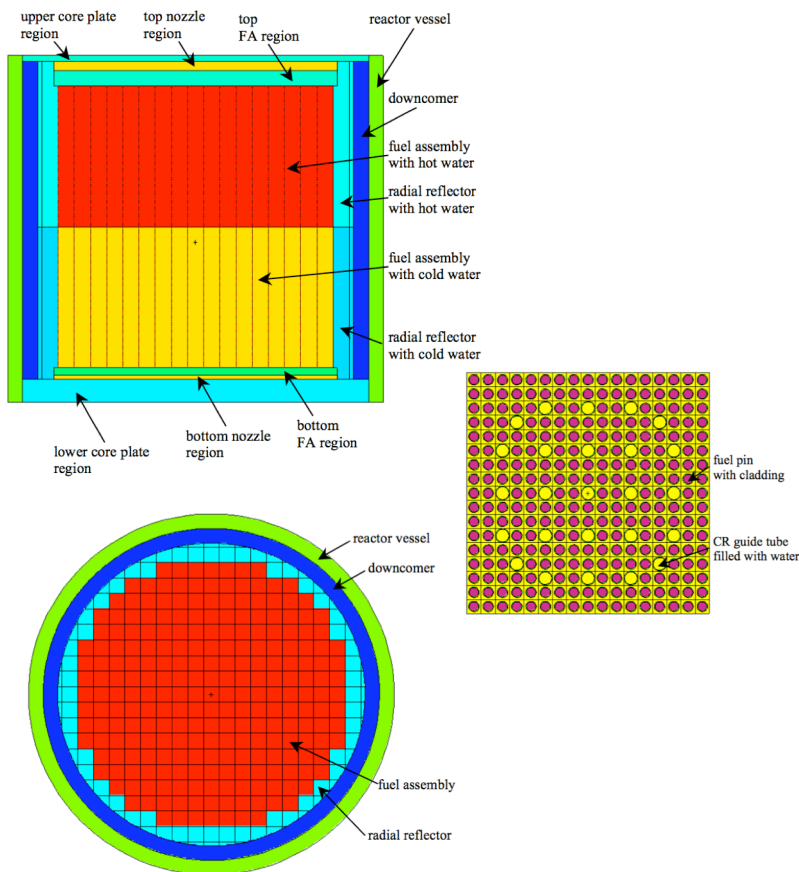 upper core plate
region
top nozzle
region
top
FA region
reactor vessel
downcomer
fuel assembly
with hot water
radial reflector
with hot water
fuel assembly
with cold water
radial reflector
with cold water
lower core plate
region
bottom nozzle
region
bottom
FA region
fuel pin
with cladding
CR guide tube
filled with water
reactor vessel
downcomer
fuel assembly
radial reflector